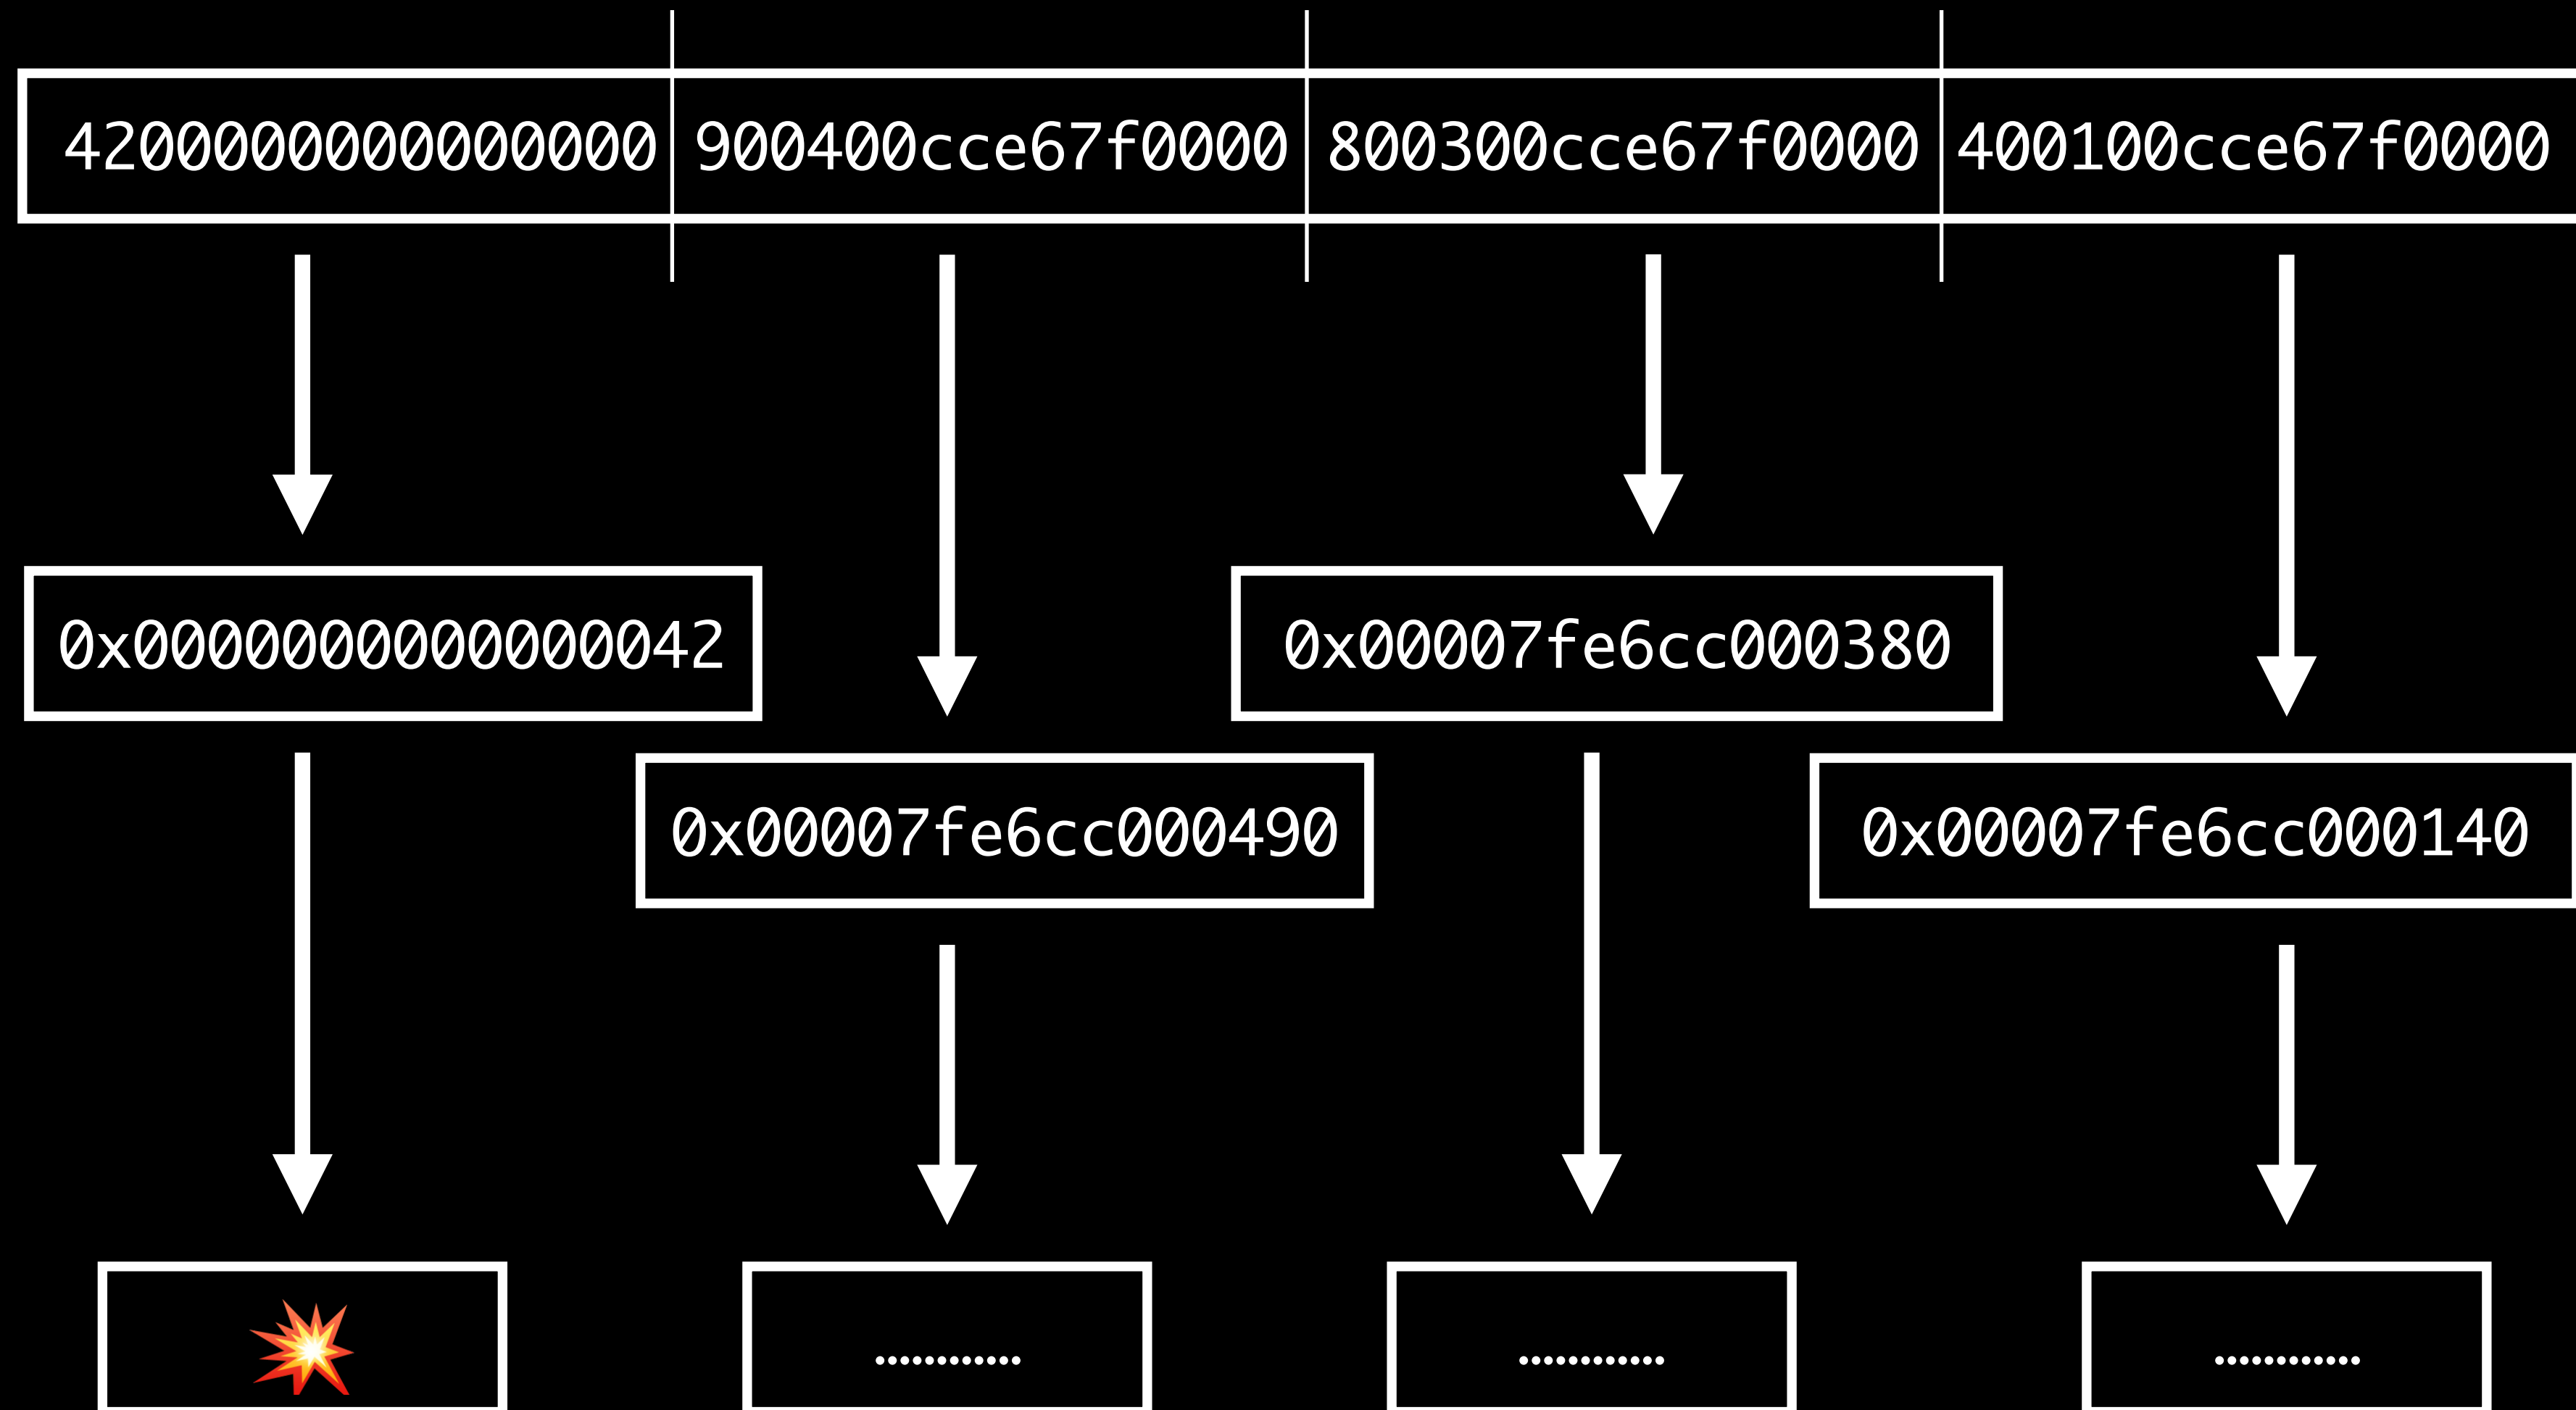 4200000000000000 900400cce67f0000 800300cce67f0000 400100cce67f0000
0x0000000000000042 0x00007fe6cc000380
0x00007fe6cc000490 0x00007fe6cc000140
💥 ............ ............ ............